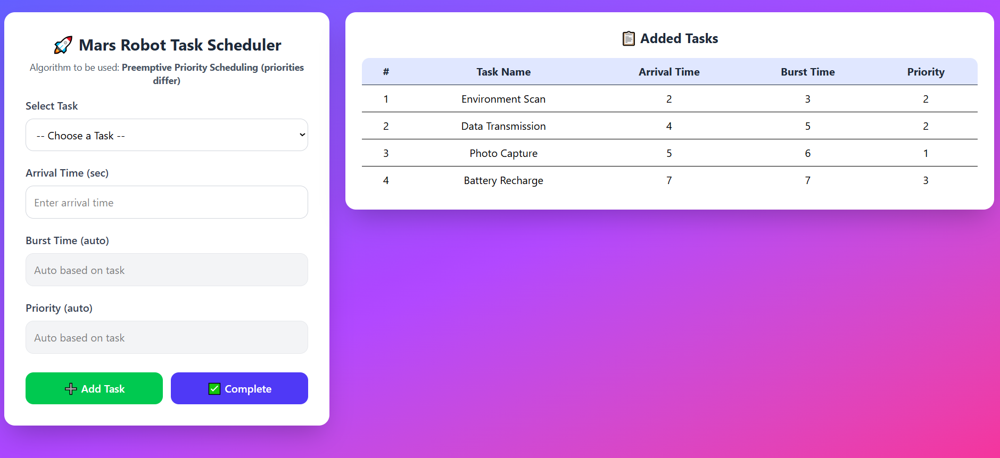 🚀 Mars Robot Task Scheduler
Algorithm to be used: Preemptive Priority Scheduling (priorities
differ)
Select Task
-- Choose a Task --
Arrival Time (sec)
Enter arrival time
Burst Time (auto)
Auto based on task
Priority (auto)
Auto based on task
➕ Add Task
✅ Complete
📋 Added Tasks
# Task Name Arrival Time Burst Time Priority
1 Environment Scan 2 3 2
2 Data Transmission 4 5 2
3 Photo Capture 5 6 1
4 Battery Recharge 7 7 3